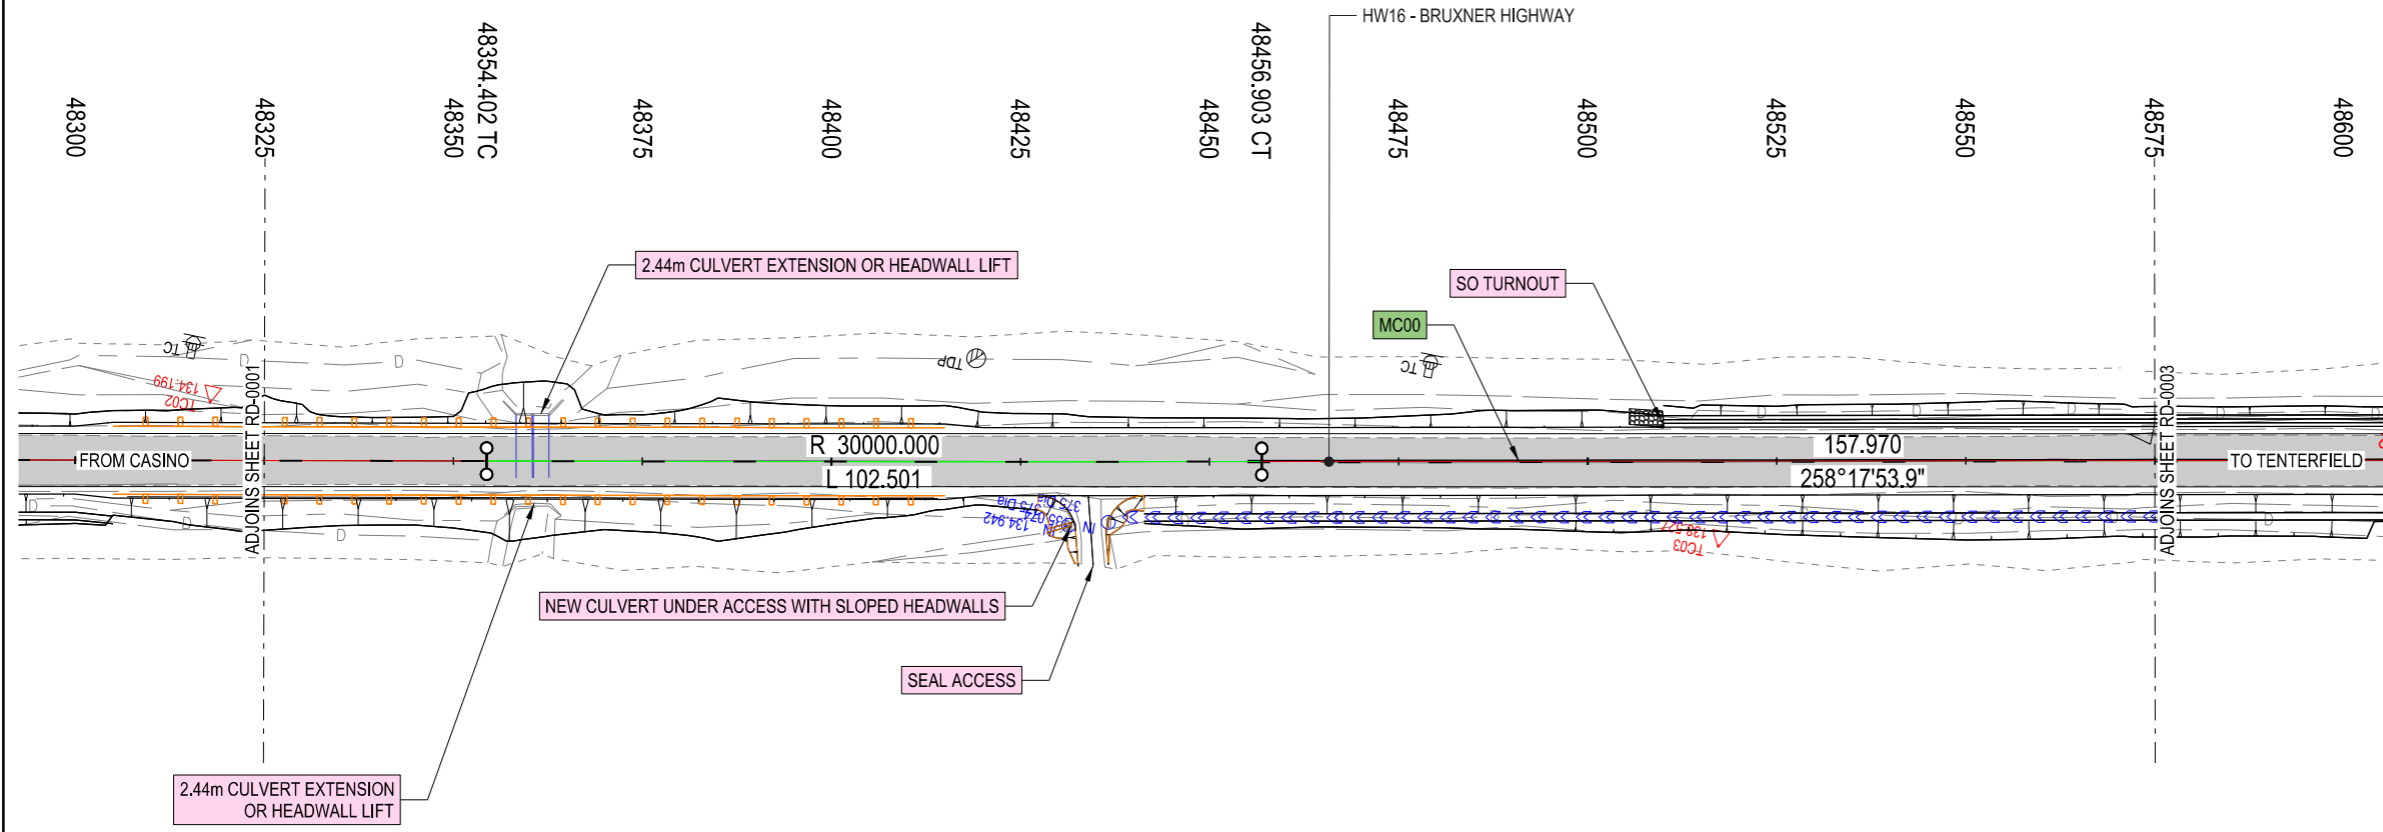 HW16 - BRUXNER HIGHWAY
48300
48325
48350
48354.402 TC
48375
48400
48425
48450
48456.903 CT
48475
48500
48525
48550
48575
48600
2.44m CULVERT EXTENSION OR HEADWALL LIFT
SO TURNOUT
MC00
TC
TDP
TC
D
D
TC02
134.199
D
D
D
ADJOINS SHEET RD-0001
ADJOINS SHEET RD-0003
FROM CASINO
R 30000.000
L 102.501
157.970
258°17'53.9"
TO TENTERFIELD
D
D
D
375 Dia
134.942
IN
TC03
NEW CULVERT UNDER ACCESS WITH SLOPED HEADWALLS
SEAL ACCESS
2.44m CULVERT EXTENSION
OR HEADWALL LIFT